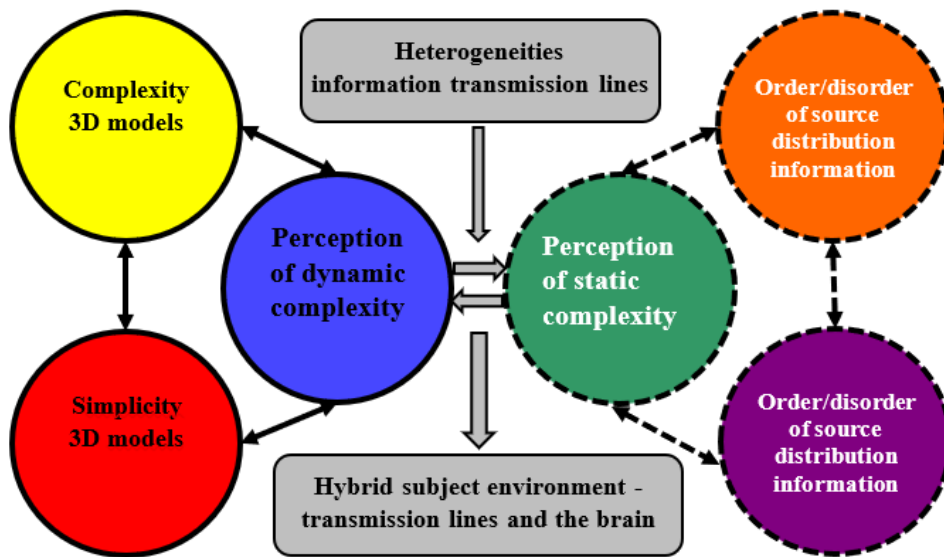 Complexity
3D models
Heterogeneities
information transmission lines
Order/disorder
of source
distribution
information
Perception
of dynamic
complexity
Perception
of static
complexity
Simplicity
3D models
Order/disorder
of source
distribution
information
Hybrid subject environment -
transmission lines and the brain